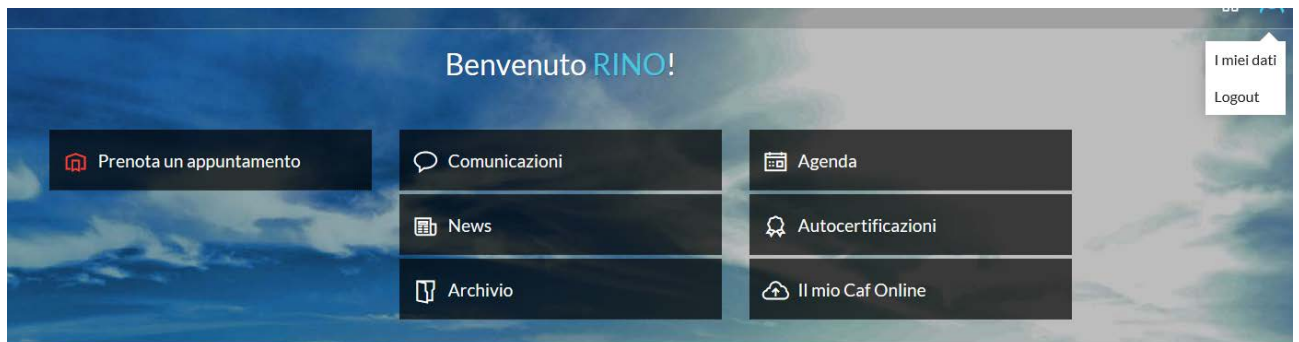 Benvenuto RINO!
I miei dati
Logout
Prenota un appuntamento
Comunicazioni
Agenda
News
Autocertificazioni
Archivio
Il mio Caf Online